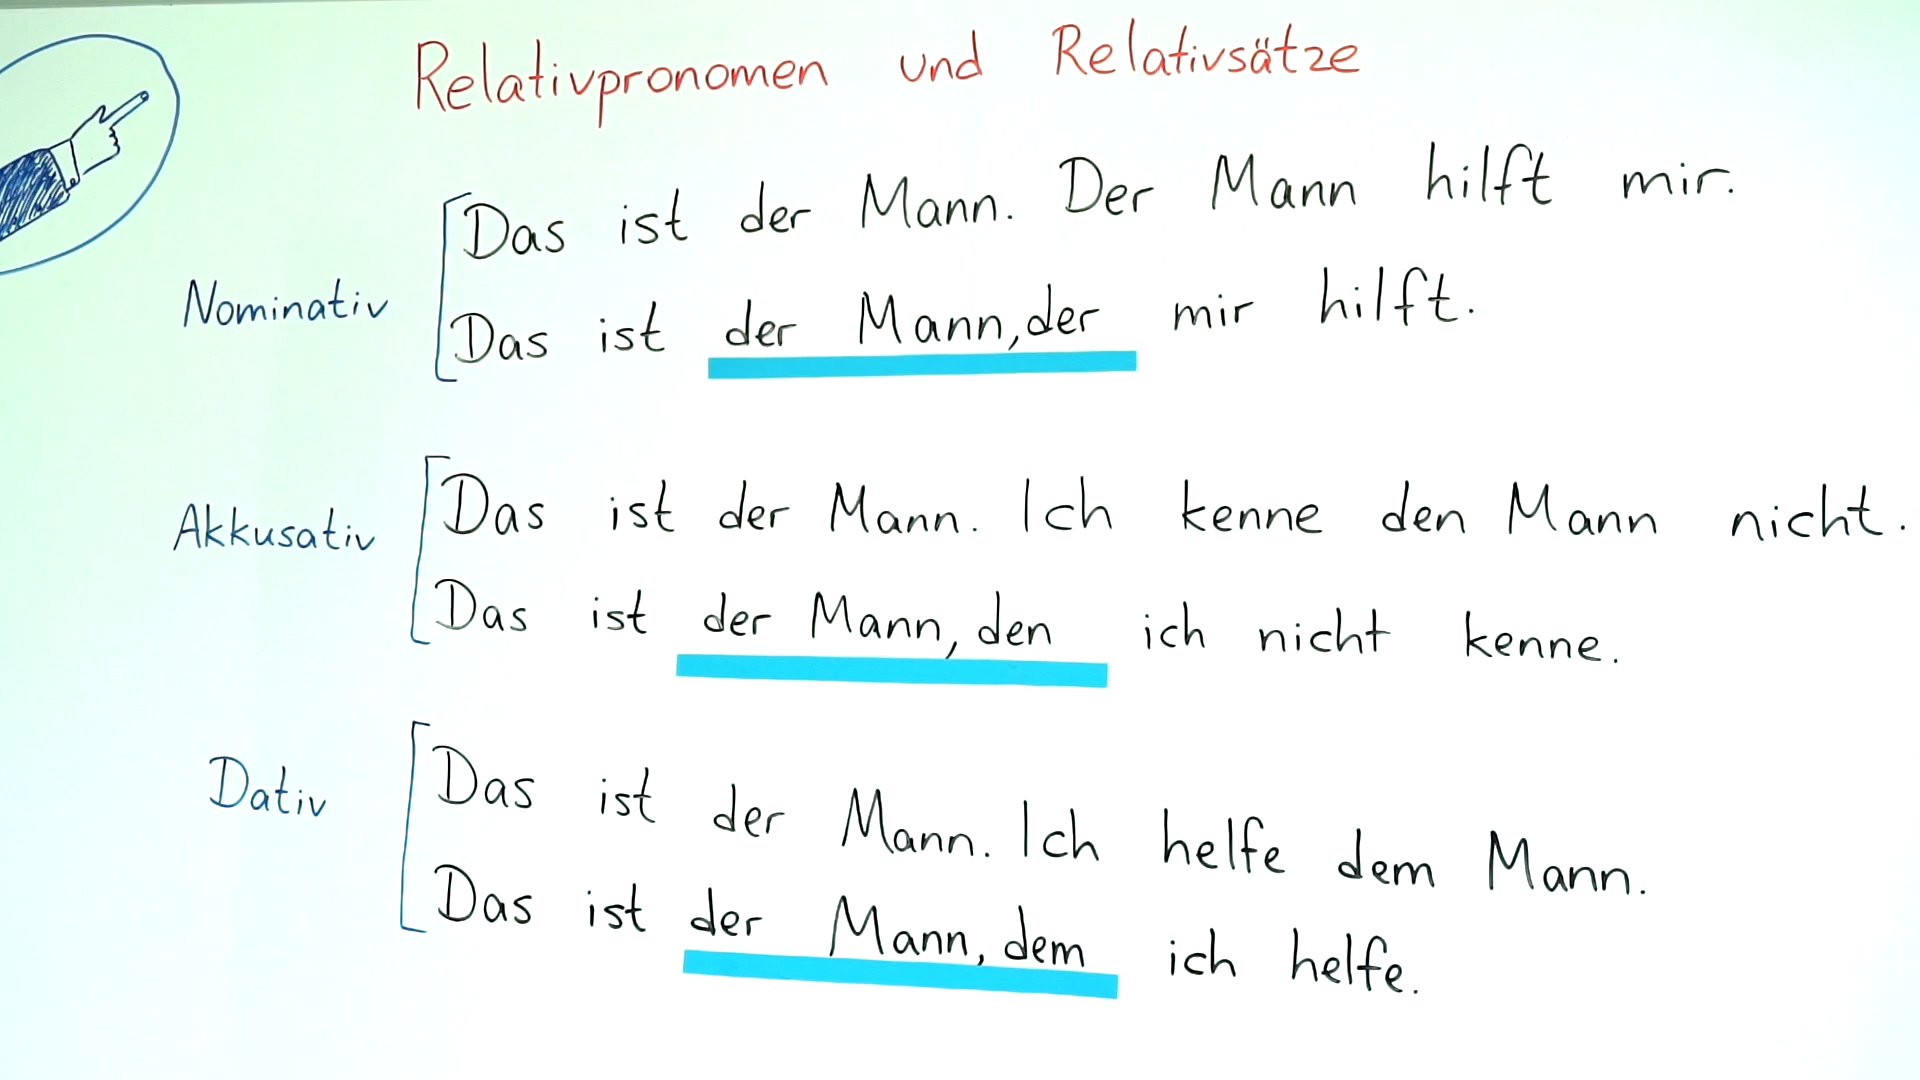 Relativpronomen und Relativsätze
Das ist der Mann. Der Mann hilft mir.
Nominativ
Das ist der Mann, der mir hilft.
Das ist der Mann. Ich kenne den Mann nicht.
Akkusativ
Das ist der Mann, den ich nicht kenne.
Das ist der Mann. Ich helfe dem Mann.
Dativ
Das ist der Mann, dem ich helfe.